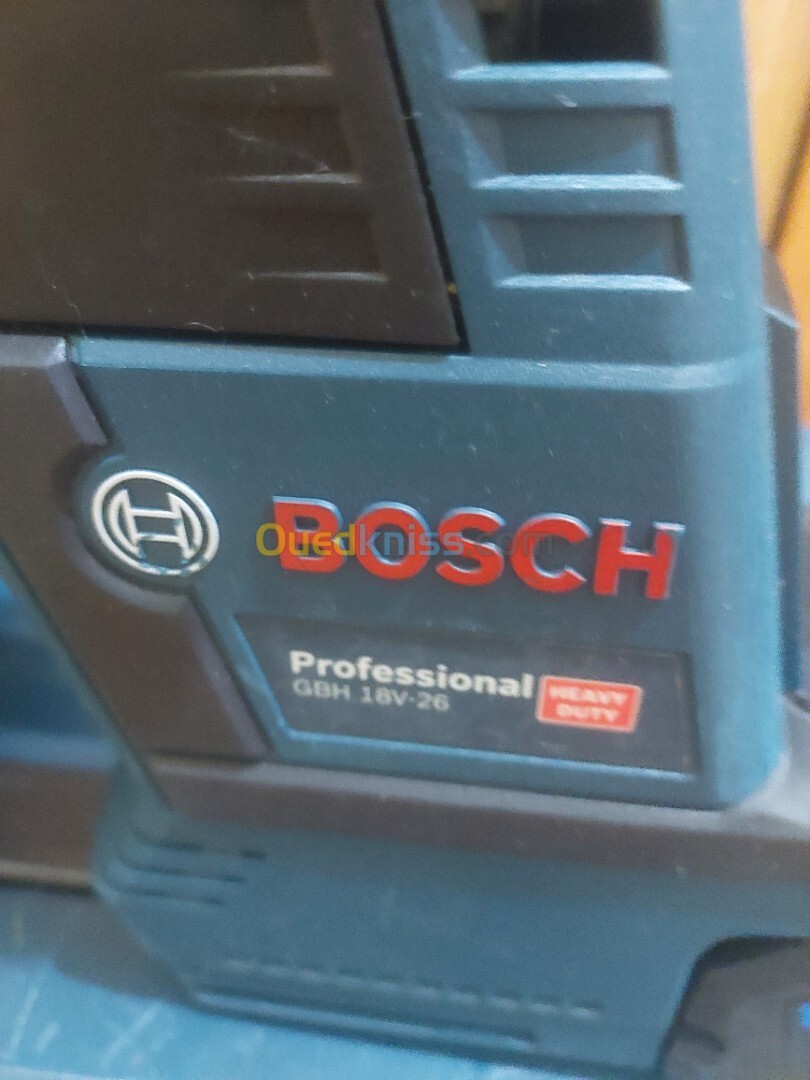 BOSCH
Ouedkniss.com
Professional
GBH 18V-26
HEAVY
DUTY